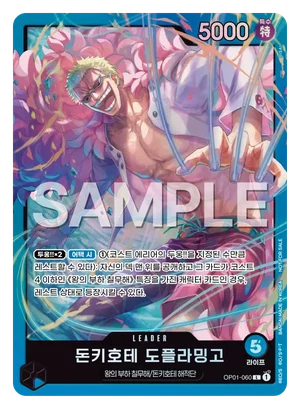 5000
특수
特
SAMPLE
두웅!!×2 어택 시 ①(코스트 에리어의 두웅!!을 지정된 수만큼
레스트할 수 있다): 자신의 덱 맨 위를 공개하고 그 카드가 코스트
4 이하인 《왕의 부하 칠무해》 특징을 가진 캐릭터 카드인 경우,
레스트 상태로 등장시킬 수 있다.
LEADER
돈키호테 도플라밍고
왕의 부하 칠무해/돈키호테 해적단
5
라이프
OP01-060 L ①